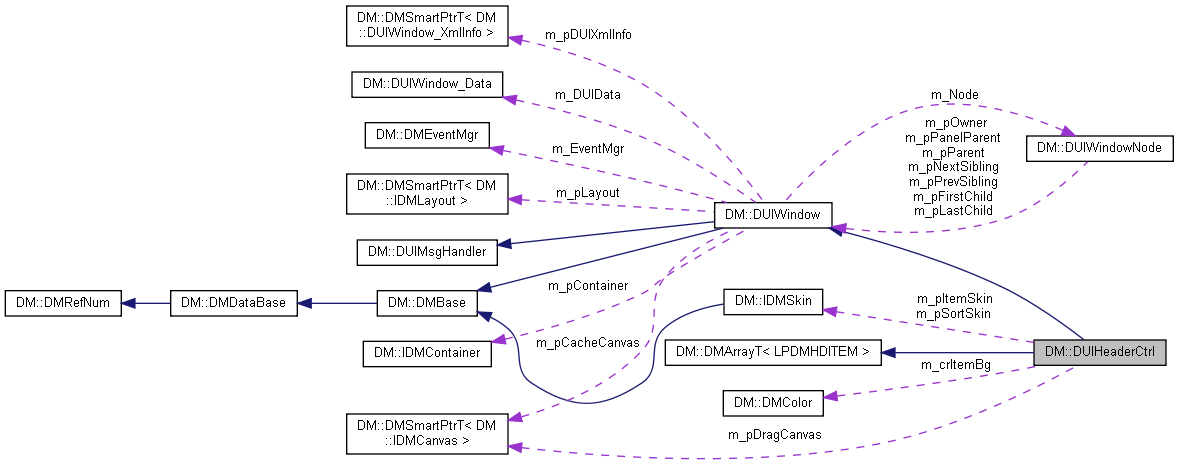 DM::DMSmartPtrT< DM
::DUIWindow_XmlInfo >
m_pDUIXmlInfo
DM::DUIWindow_Data
m_DUIData
m_Node
DM::DMEventMgr
m_EventMgr
m_pOwner
m_pPanelParent
m_pParent
m_pNextSibling
m_pPrevSibling
m_pFirstChild
m_pLastChild
DM::DUIWindowNode
DM::DMSmartPtrT< DM
::IDMLayout >
m_pLayout
DM::DUIWindow
DM::DUIMsgHandler
m_pContainer
DM::DMRefNum
DM::DMDataBase
DM::DMBase
DM::IDMSkin
m_pItemSkin
m_pSortSkin
DM::IDMContainer
m_pCacheCanvas
DM::DMArrayT< LPDMHDITEM >
DM::DUIHeaderCtrl
m_crItemBg
DM::DMColor
DM::DMSmartPtrT< DM
::IDMCanvas >
m_pDragCanvas